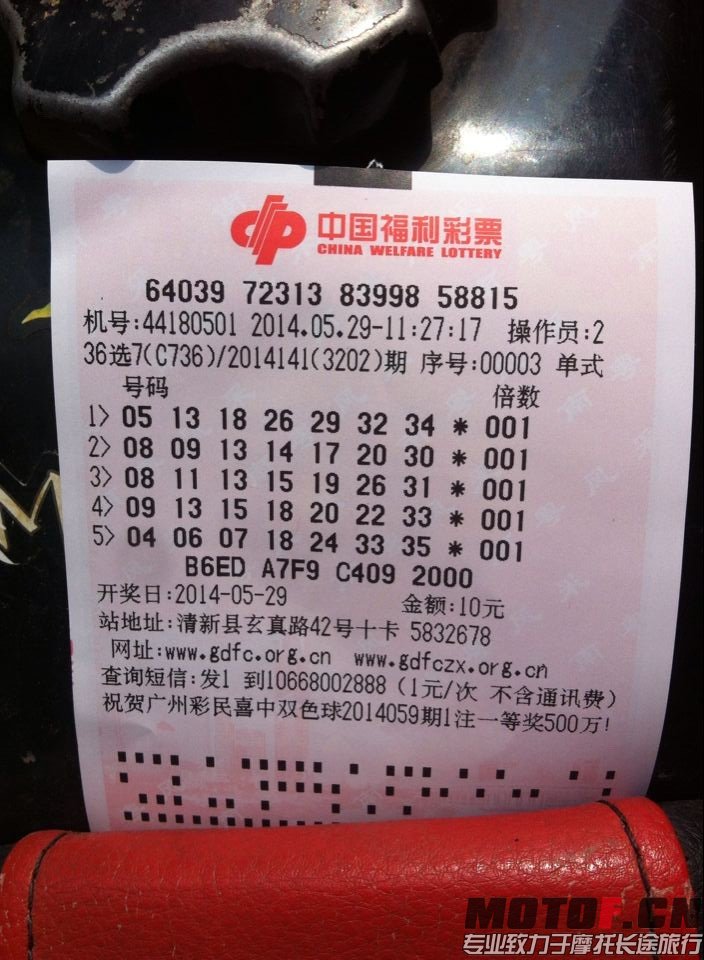 中国福利彩票
CHINA WELFARE LOTTERY
64039 72313 83998 58815
机号:44180501 2014.05.29-11:27:17 操作员:2
36选7(C736)/2014141(3202)期 序号:00003 单式
号码 倍数
1> 05 13 18 26 29 32 34 * 001
2> 08 09 13 14 17 20 30 * 001
3> 08 11 13 15 19 26 31 * 001
4> 09 13 15 18 20 22 33 * 001
5> 04 06 07 18 24 33 35 * 001
B6ED A7F9 C409 2000
开奖日:2014-05-29 金额:10元
站地址:清新县玄真路42号十卡 5832678
网址:www.gdfc.org.cn www.gdfczx.org.cn
查询短信:发1 到10668002888(1元/次 不含通讯费)
祝贺广州彩民喜中双色球2014059期1注一等奖500万!
MOTOF.CN
专业致力于摩托长途旅行